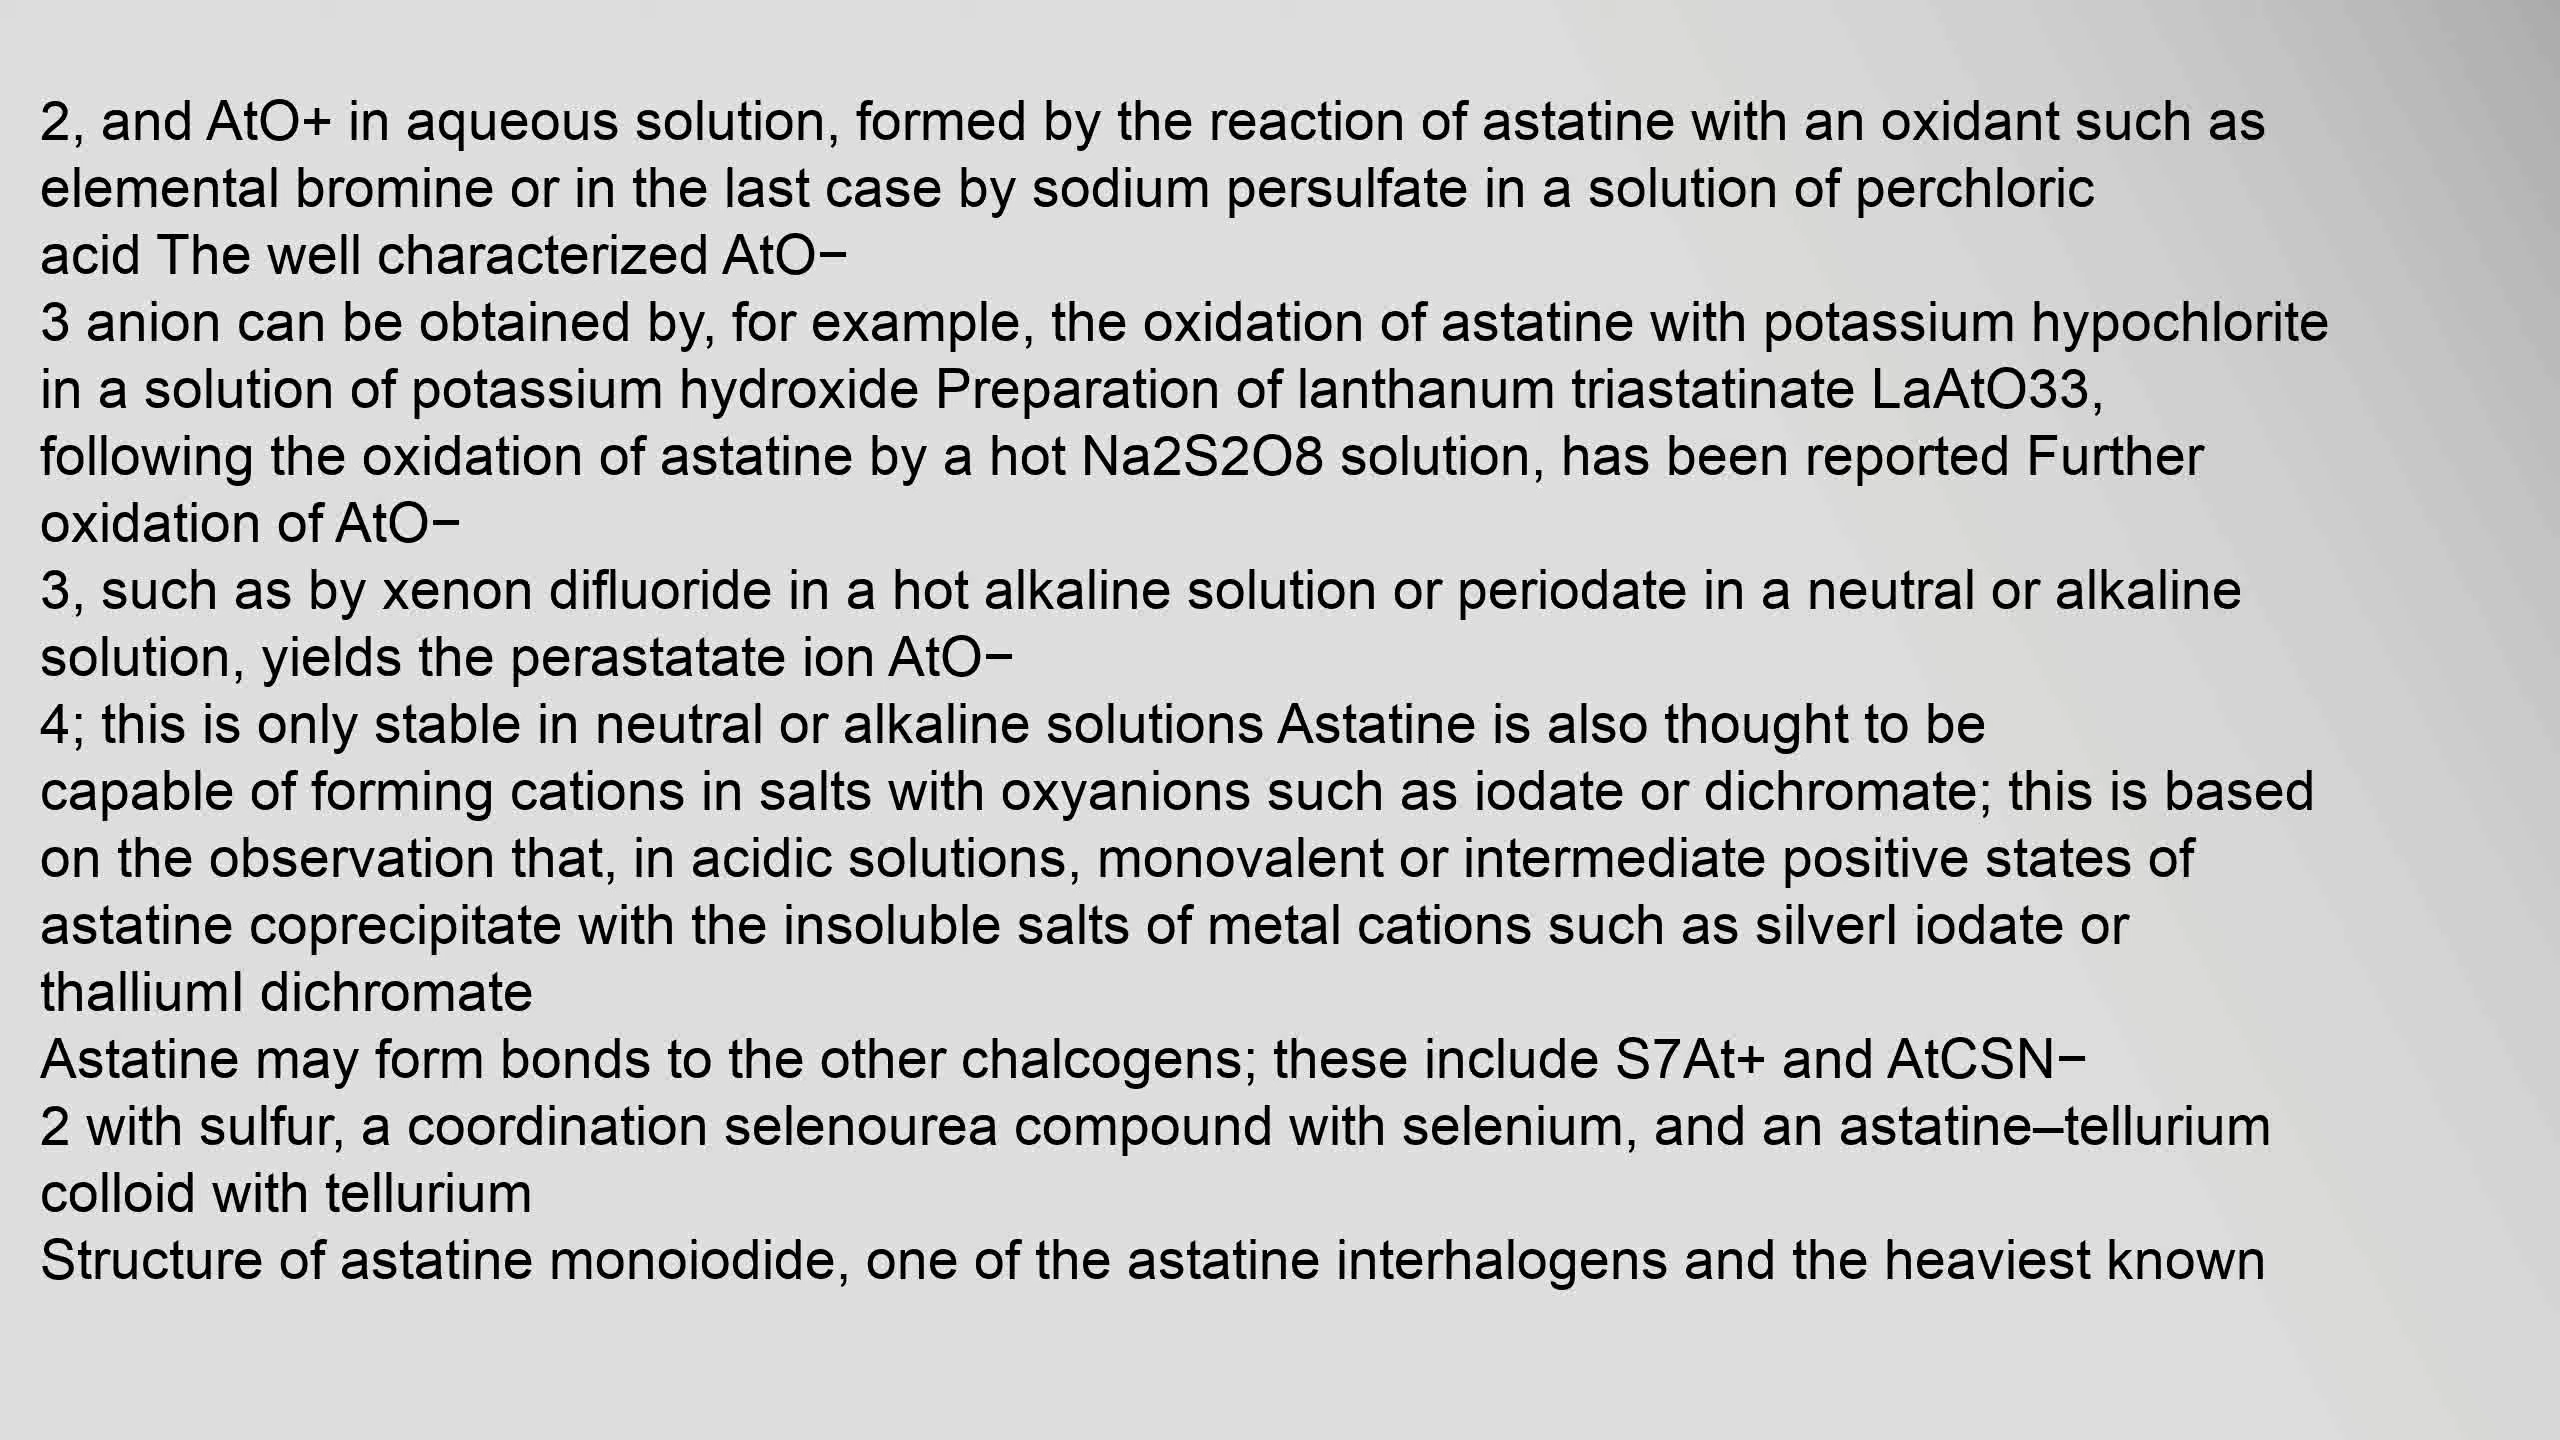 2, and AtO+ in aqueous solution, formed by the reaction of astatine with an oxidant such as
elemental bromine or in the last case by sodium persulfate in a solution of perchloric
acid The well characterized AtO−
3 anion can be obtained by, for example, the oxidation of astatine with potassium hypochlorite
in a solution of potassium hydroxide Preparation of lanthanum triastatinate LaAtO33,
following the oxidation of astatine by a hot Na2S2O8 solution, has been reported Further
oxidation of AtO−
3, such as by xenon difluoride in a hot alkaline solution or periodate in a neutral or alkaline
solution, yields the perastatate ion AtO−
4; this is only stable in neutral or alkaline solutions Astatine is also thought to be
capable of forming cations in salts with oxyanions such as iodate or dichromate; this is based
on the observation that, in acidic solutions, monovalent or intermediate positive states of
astatine coprecipitate with the insoluble salts of metal cations such as silverI iodate or
thalliumI dichromate
Astatine may form bonds to the other chalcogens; these include S7At+ and AtCSN−
2 with sulfur, a coordination selenourea compound with selenium, and an astatine–tellurium
colloid with tellurium
Structure of astatine monoiodide, one of the astatine interhalogens and the heaviest known